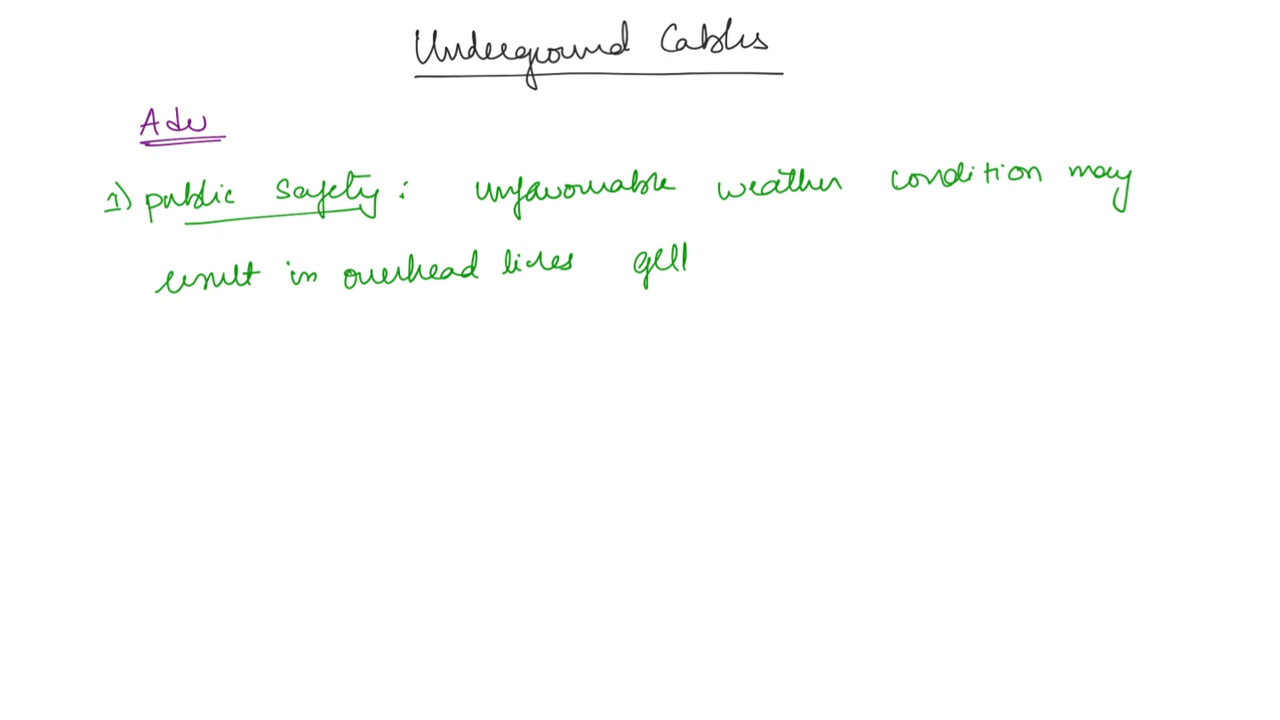 Underground Cables
Adv
1) public safety : unfavourable weather condition may
result in overhead lines